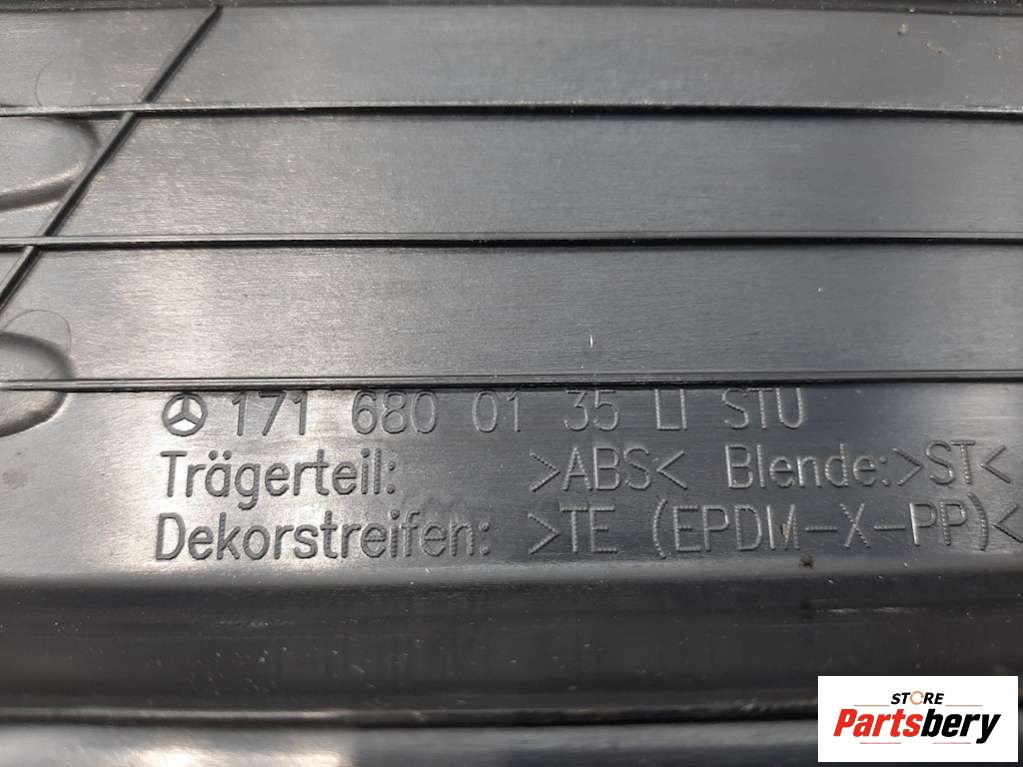 171 680 01 35 LI STU
Trägerteil: >ABS< Blende:>ST<
Dekorstreifen: >TE (EPDM-X-PP)<
STORE
Partsbery